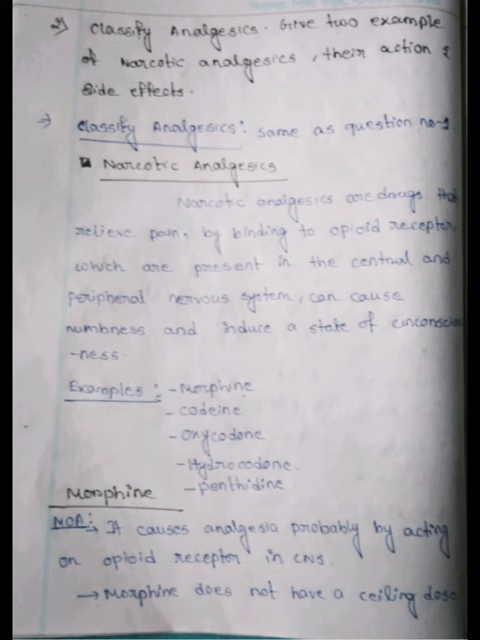 2) Classify Analgesics. Give two example
of Narcotic analgesics, their action &
Side effects.
→ Classify Analgesics: same as question no-1.
Narcotic Analgesics
Narcotic analgesics are drugs that
relieve pain, by binding to opioid receptor,
which are present in the central and
peripheral nervous system, can cause
numbness and induce a state of unconscious
-ness.
Examples: - Morphine
- codeine
- Oxycodone
- Hydrocodone.
- Penthidine
Morphine
MOA: → It causes analgesia probably by acting
on opioid receptor in CNS.
→ Morphine does not have a ceiling dose